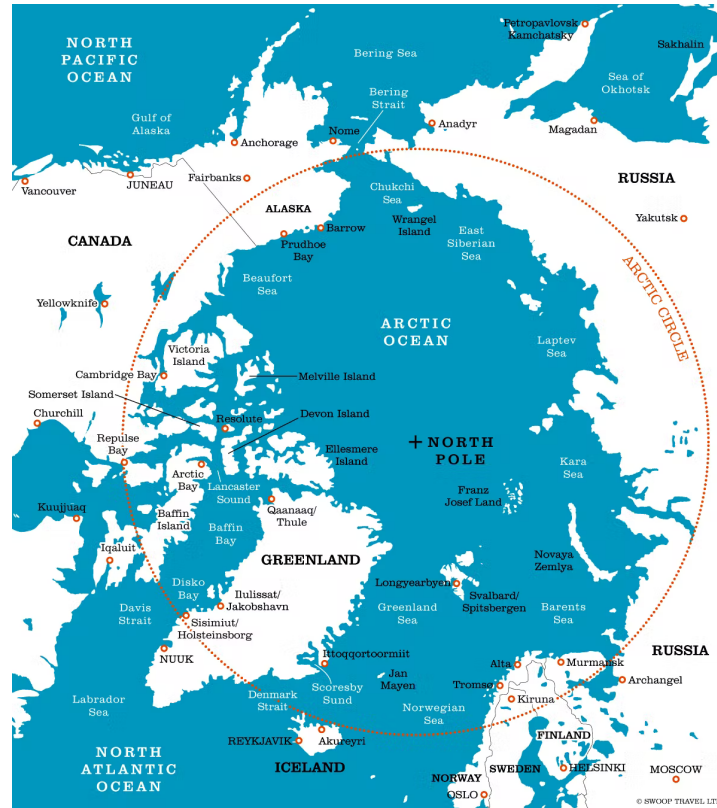 Petropavlovsk
Kamchatsky
NORTH
PACIFIC
OCEAN
Bering Sea
Sakhalin
Sea of
Okhotsk
Bering
Strait
Gulf of
Alaska
Anchorage
Nome
Anadyr
Magadan
Vancouver
JUNEAU
Fairbanks
RUSSIA
Chukchi
Sea
ALASKA
Wrangel
Island
Yakutsk
Barrow
East
Siberian
Sea
CANADA
Prudhoe
Bay
ARCTIC CIRCLE
Beaufort
Sea
Yellowknife
ARCTIC
OCEAN
Laptev
Sea
Victoria
Island
Cambridge Bay
Melville Island
Somerset Island
Devon Island
Churchill
Resolute
Repulse
Bay
NORTH
POLE
Ellesmere
Island
Arctic
Bay
Kara
Sea
Lancaster
Sound
Franz
Josef Land
Kuujjuaq
Qaanaaq/
Thule
Baffin
Island
Baffin
Bay
Iqaluit
GREENLAND
Novaya
Zemlya
Disko
Bay
Longyearbyen
Svalbard/
Spitsbergen
Ilulissat/
Jakobshavn
Greenland
Sea
Barents
Sea
Davis
Strait
Sisimiut/
Holsteinsborg
NUUK
Ittoqqortoormiit
Alta
Murmansk
RUSSIA
Jan
Mayen
Tromsø
Archangel
Scoresby
Sund
Kiruna
Labrador
Sea
Denmark
Strait
Norwegian
Sea
REYKJAVIK
Akureyri
FINLAND
NORTH
ATLANTIC
OCEAN
ICELAND
NORWAY
SWEDEN
HELSINKI
MOSCOW
OSLO
© SWOOP TRAVEL LT